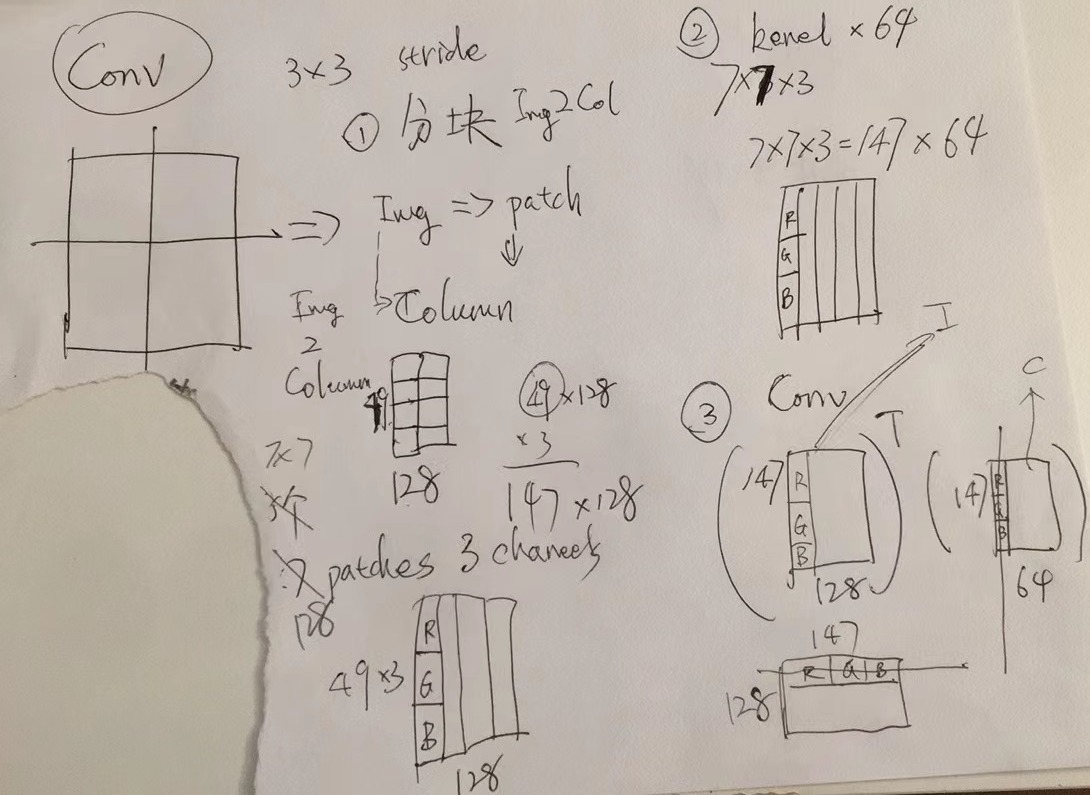 Conv
3×3 stride
① 分块 Img2Col
⇒ Img => patch
Column
Img
2
Column
49
128
49×128
×3
147×128
7×7
patches 3 chaneels
128
49×3
R
G
B
128
② kenel × 64
7×7×3
7×7×3=147×64
R
G
B
③ Conv
I
C
T
147
R
G
B
128
147
R
G
B
64
147
R G B
128